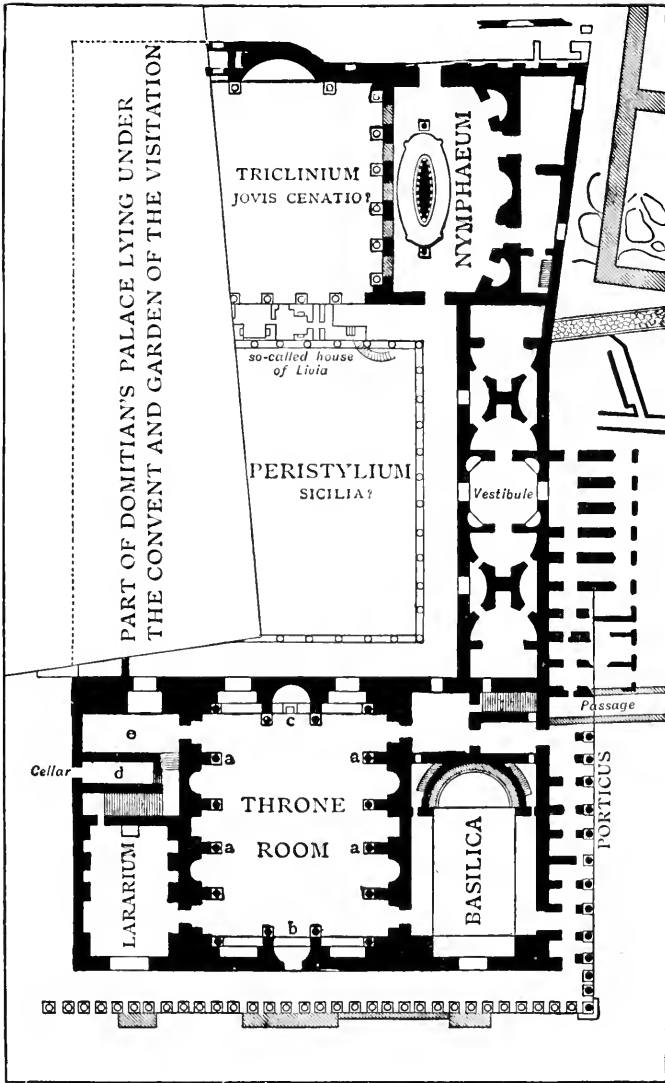 PART OF DOMITIAN'S PALACE LYING UNDER
THE CONVENT AND GARDEN OF THE VISITATION
TRICLINIUM
JOVIS CENATIO?
NYMPHAEUM
so-called house
of Livia
PERISTYLIUM
SICILIA?
Vestibule
Passage
PORTICUS
c
e
a
a
Cellar
d
THRONE
ROOM
a
a
LARARIUM
BASILICA
b